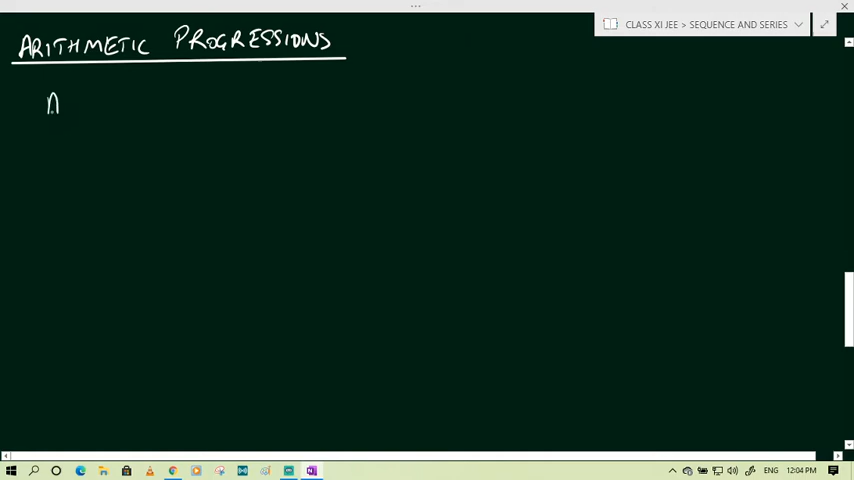 CLASS XI JEE > SEQUENCE AND SERIES
ARITHMETIC PROGRESSIONS
n
ENG 12:04 PM